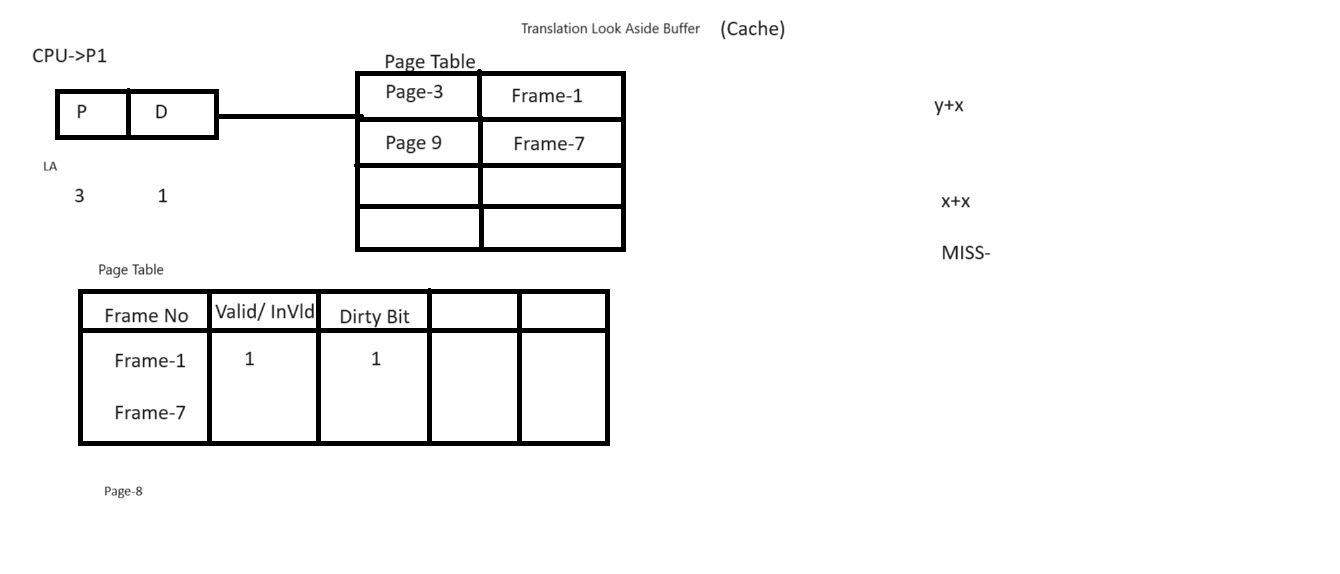 Translation Look Aside Buffer (Cache)
CPU->P1
Page Table
P D
Page-3 Frame-1
y+x
Page 9 Frame-7
LA
3 1
x+x
MISS-
Page Table
Frame No Valid/ InVld Dirty Bit
Frame-1 1 1
Frame-7
Page-8